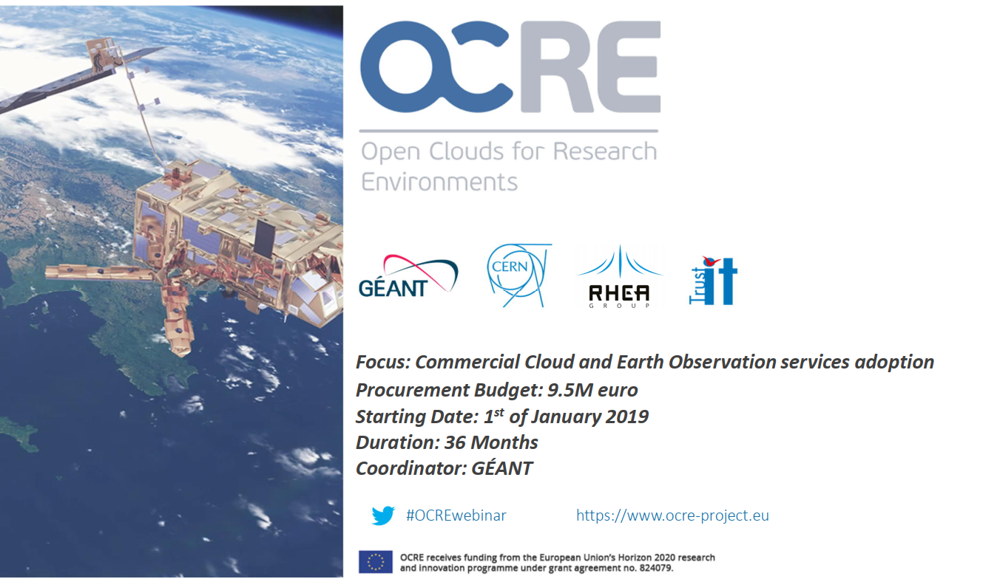 OCRE
Open Clouds for Research
Environments
GÉANT
CERN
RHEA
GROUP
Trust
it
Focus: Commercial Cloud and Earth Observation services adoption
Procurement Budget: 9.5M euro
Starting Date: 1st of January 2019
Duration: 36 Months
Coordinator: GÉANT
#OCREwebinar
https://www.ocre-project.eu
OCRE receives funding from the European Union's Horizon 2020 research
and innovation programme under grant agreement no. 824079.